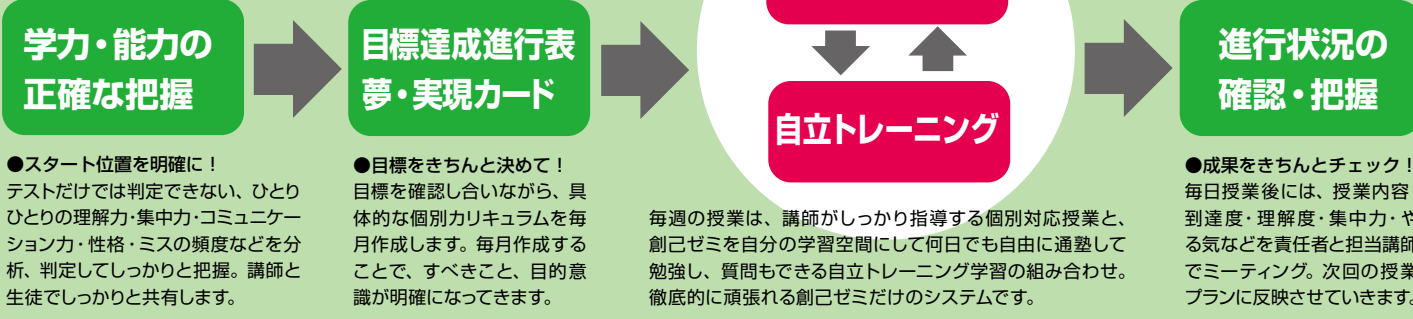 学力・能力の
正確な把握
●スタート位置を明確に！
テストだけでは判定できない、ひとり
ひとりの理解力・集中力・コミュニケー
ション力・性格・ミスの頻度などを分
析、判定してしっかりと把握。講師と
生徒でしっかりと共有します。
目標達成進行表
夢・実現カード
●目標をきちんと決めて！
目標を確認し合いながら、具
体的な個別カリキュラムを毎
月作成します。毎月作成する
ことで、すべきこと、目的意
識が明確になってきます。
自立トレーニング
毎週の授業は、講師がしっかり指導する個別対応授業と、
創己ゼミを自分の学習空間にして何日でも自由に通塾して
勉強し、質問もできる自立トレーニング学習の組み合わせ。
徹底的に頑張れる創己ゼミだけのシステムです。
進行状況の
確認・把握
●成果をきちんとチェック！
毎日授業後には、授業内容
到達度・理解度・集中力・や
る気などを責任者と担当講師
でミーティング。次回の授業
プランに反映させていきます。